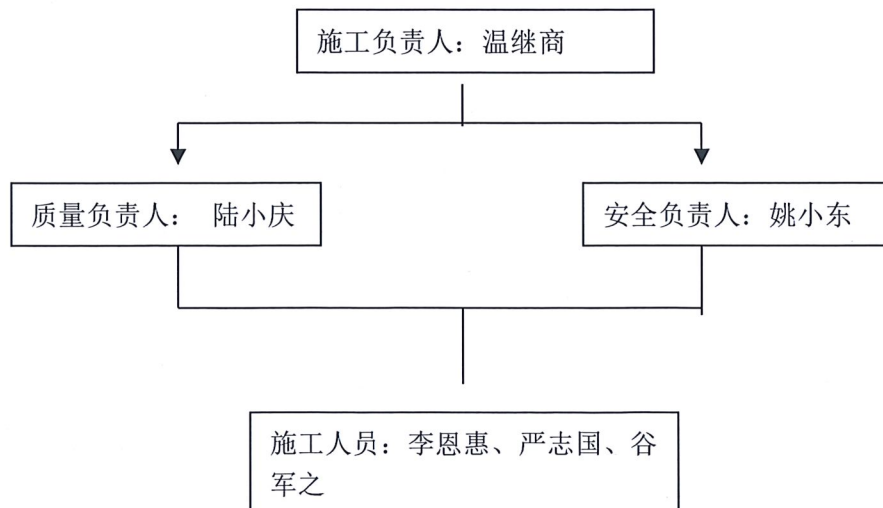 施工负责人：温继商
质量负责人： 陆小庆
安全负责人：姚小东
施工人员：李恩惠、严志国、谷
军之